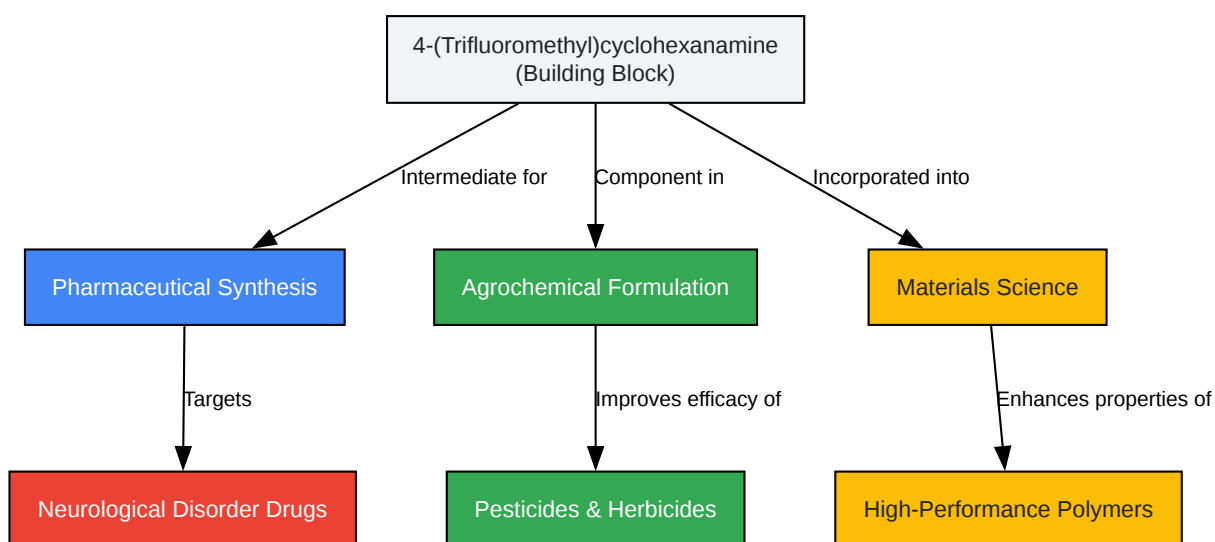 4-(Trifluoromethyl)cyclohexanamine
(Building Block)
Intermediate for
Component in
Incorporated into
Pharmaceutical Synthesis
Agrochemical Formulation
Materials Science
Targets
Improves efficacy of
Enhances properties of
Neurological Disorder Drugs
Pesticides & Herbicides
High-Performance Polymers